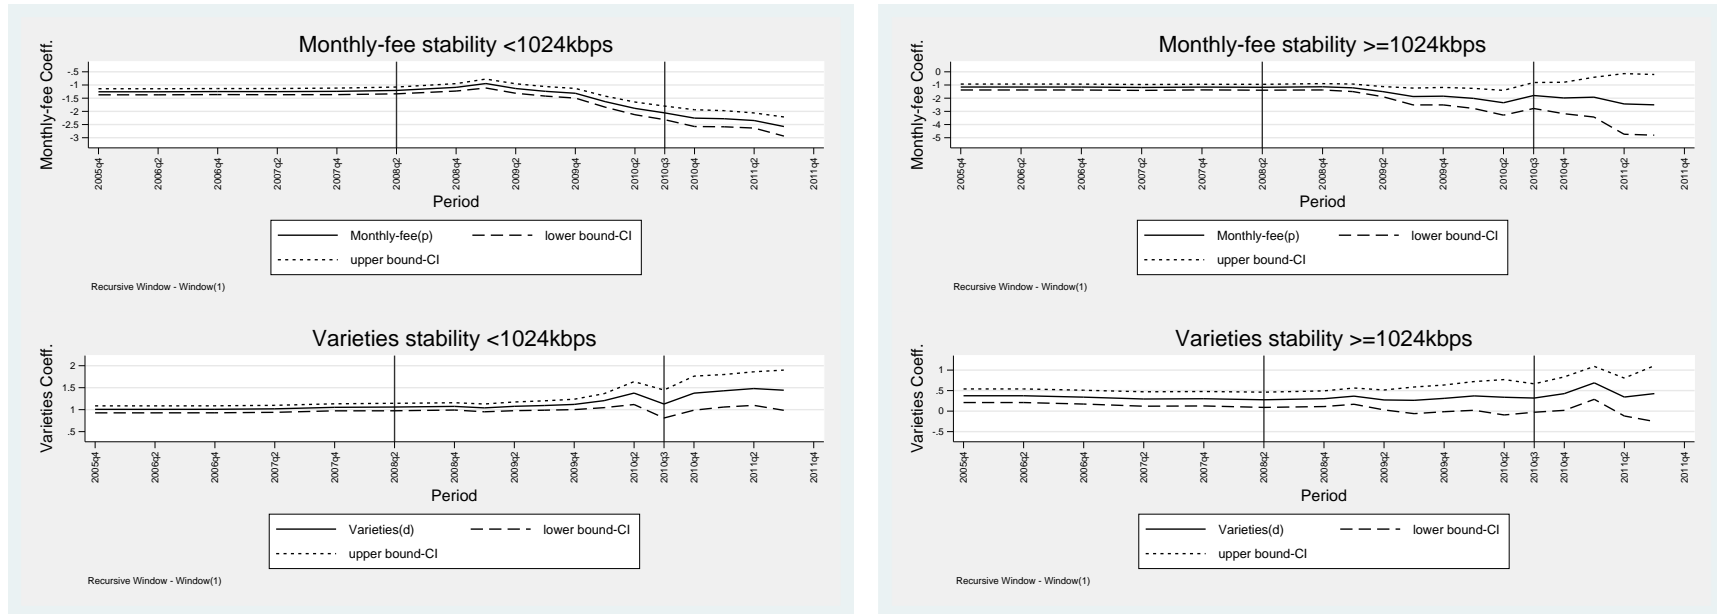 Monthly-fee stability <1024kbps
Monthly-fee Coeff.
-.5
-1
-1.5
-2
-2.5
-3
2005q4
2006q2
2006q4
2007q2
2007q4
2008q2
2008q4
2009q2
2009q4
2010q2
2010q3
2010q4
2011q2
2011q4
Period
Monthly-fee(p) lower bound-CI
upper bound-CI
Recursive Window - Window(1)
Varieties stability <1024kbps
Varieties Coeff.
2
1.5
1
.5
2005q4
2006q2
2006q4
2007q2
2007q4
2008q2
2008q4
2009q2
2009q4
2010q2
2010q3
2010q4
2011q2
2011q4
Period
Varieties(d) lower bound-CI
upper bound-CI
Recursive Window - Window(1)
Monthly-fee stability >=1024kbps
Monthly-fee Coeff.
0
-1
-2
-3
-4
-5
2005q4
2006q2
2006q4
2007q2
2007q4
2008q2
2008q4
2009q2
2009q4
2010q2
2010q3
2010q4
2011q2
2011q4
Period
Monthly-fee(p) lower bound-CI
upper bound-CI
Recursive Window - Window(1)
Varieties stability >=1024kbps
Varieties Coeff.
1
.5
0
-.5
2005q4
2006q2
2006q4
2007q2
2007q4
2008q2
2008q4
2009q2
2009q4
2010q2
2010q3
2010q4
2011q2
2011q4
Period
Varieties(d) lower bound-CI
upper bound-CI
Recursive Window - Window(1)